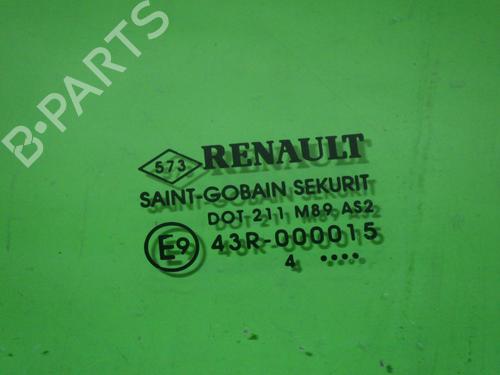 B-PARTS
573 RENAULT
SAINT-GOBAIN SEKURIT
DOT 211 M89 AS2
E9 43R-000015
4 ....